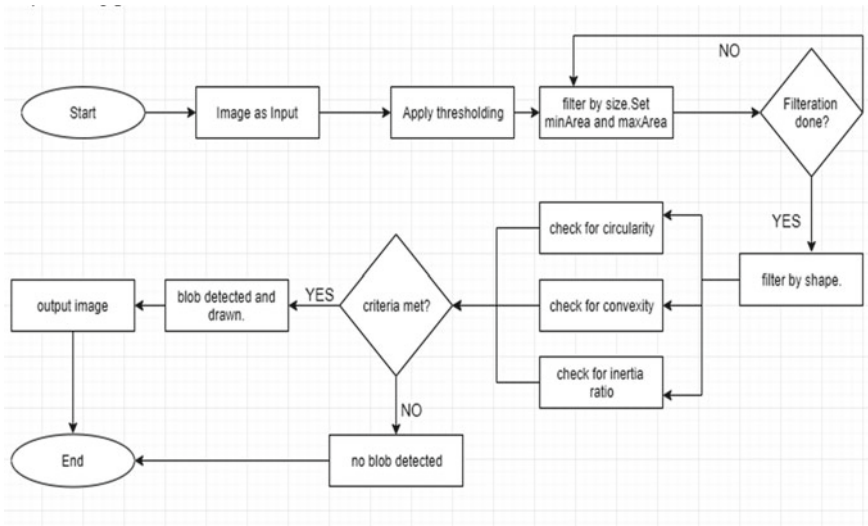 NO
Start
Image as Input
Apply thresholding
filter by size.Set
minArea and maxArea
Filteration
done?
YES
check for circularity
filter by shape.
check for convexity
check for inertia
ratio
criteria met?
YES
blob detected and
drawn.
output image
NO
no blob detected
End